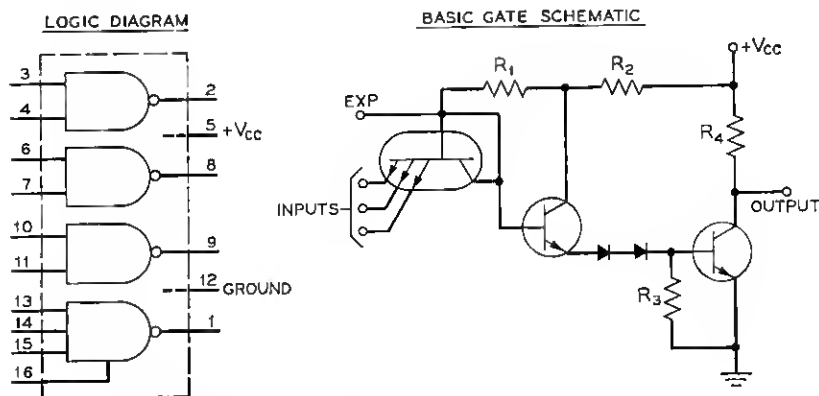 LOGIC DIAGRAM
3
4
2
5 +Vcc
6
7
8
10
11
9
12 GROUND
13
14
15
16
1
BASIC GATE SCHEMATIC
+Vcc
R1
R2
EXP
R4
INPUTS
OUTPUT
R3